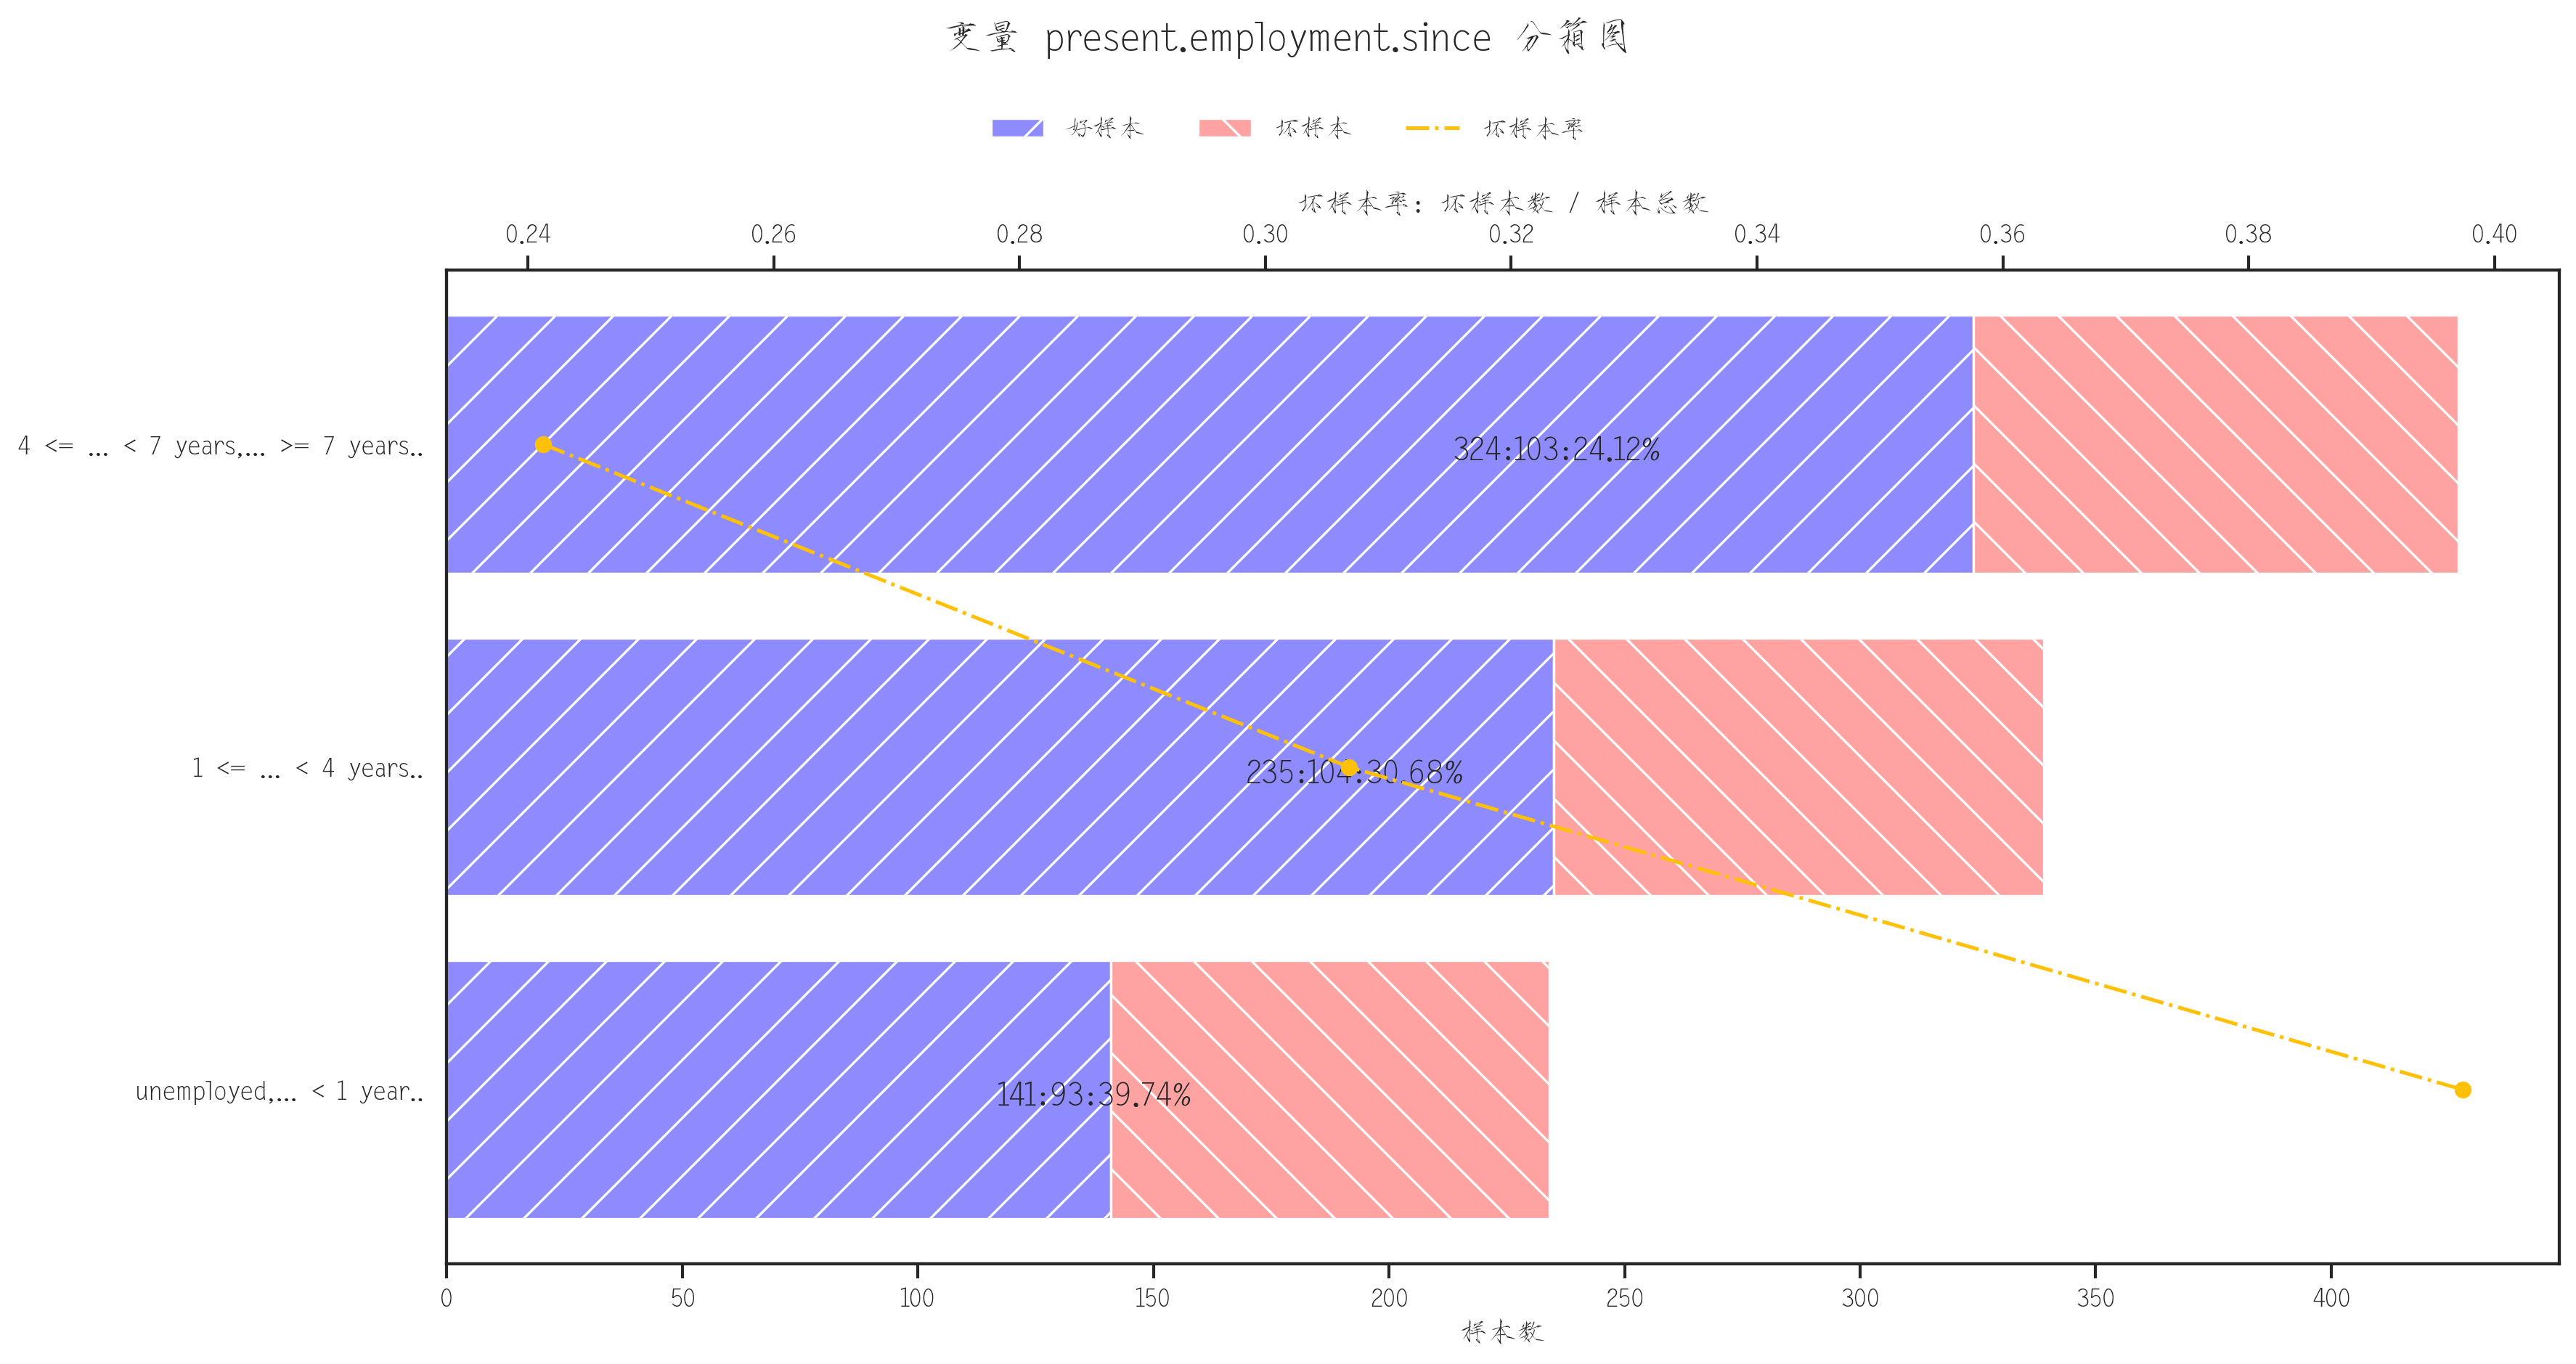 变量 present.employment.since 分箱图
好样本 坏样本 坏样本率
坏样本率: 坏样本数 / 样本总数
0.24 0.26 0.28 0.30 0.32 0.34 0.36 0.38 0.40
4 <= ... < 7 years,... >= 7 years..
324:103:24.12%
1 <= ... < 4 years..
235:104:30.68%
unemployed,... < 1 year..
141:93:39.74%
0 50 100 150 200 250 300 350 400
样本数